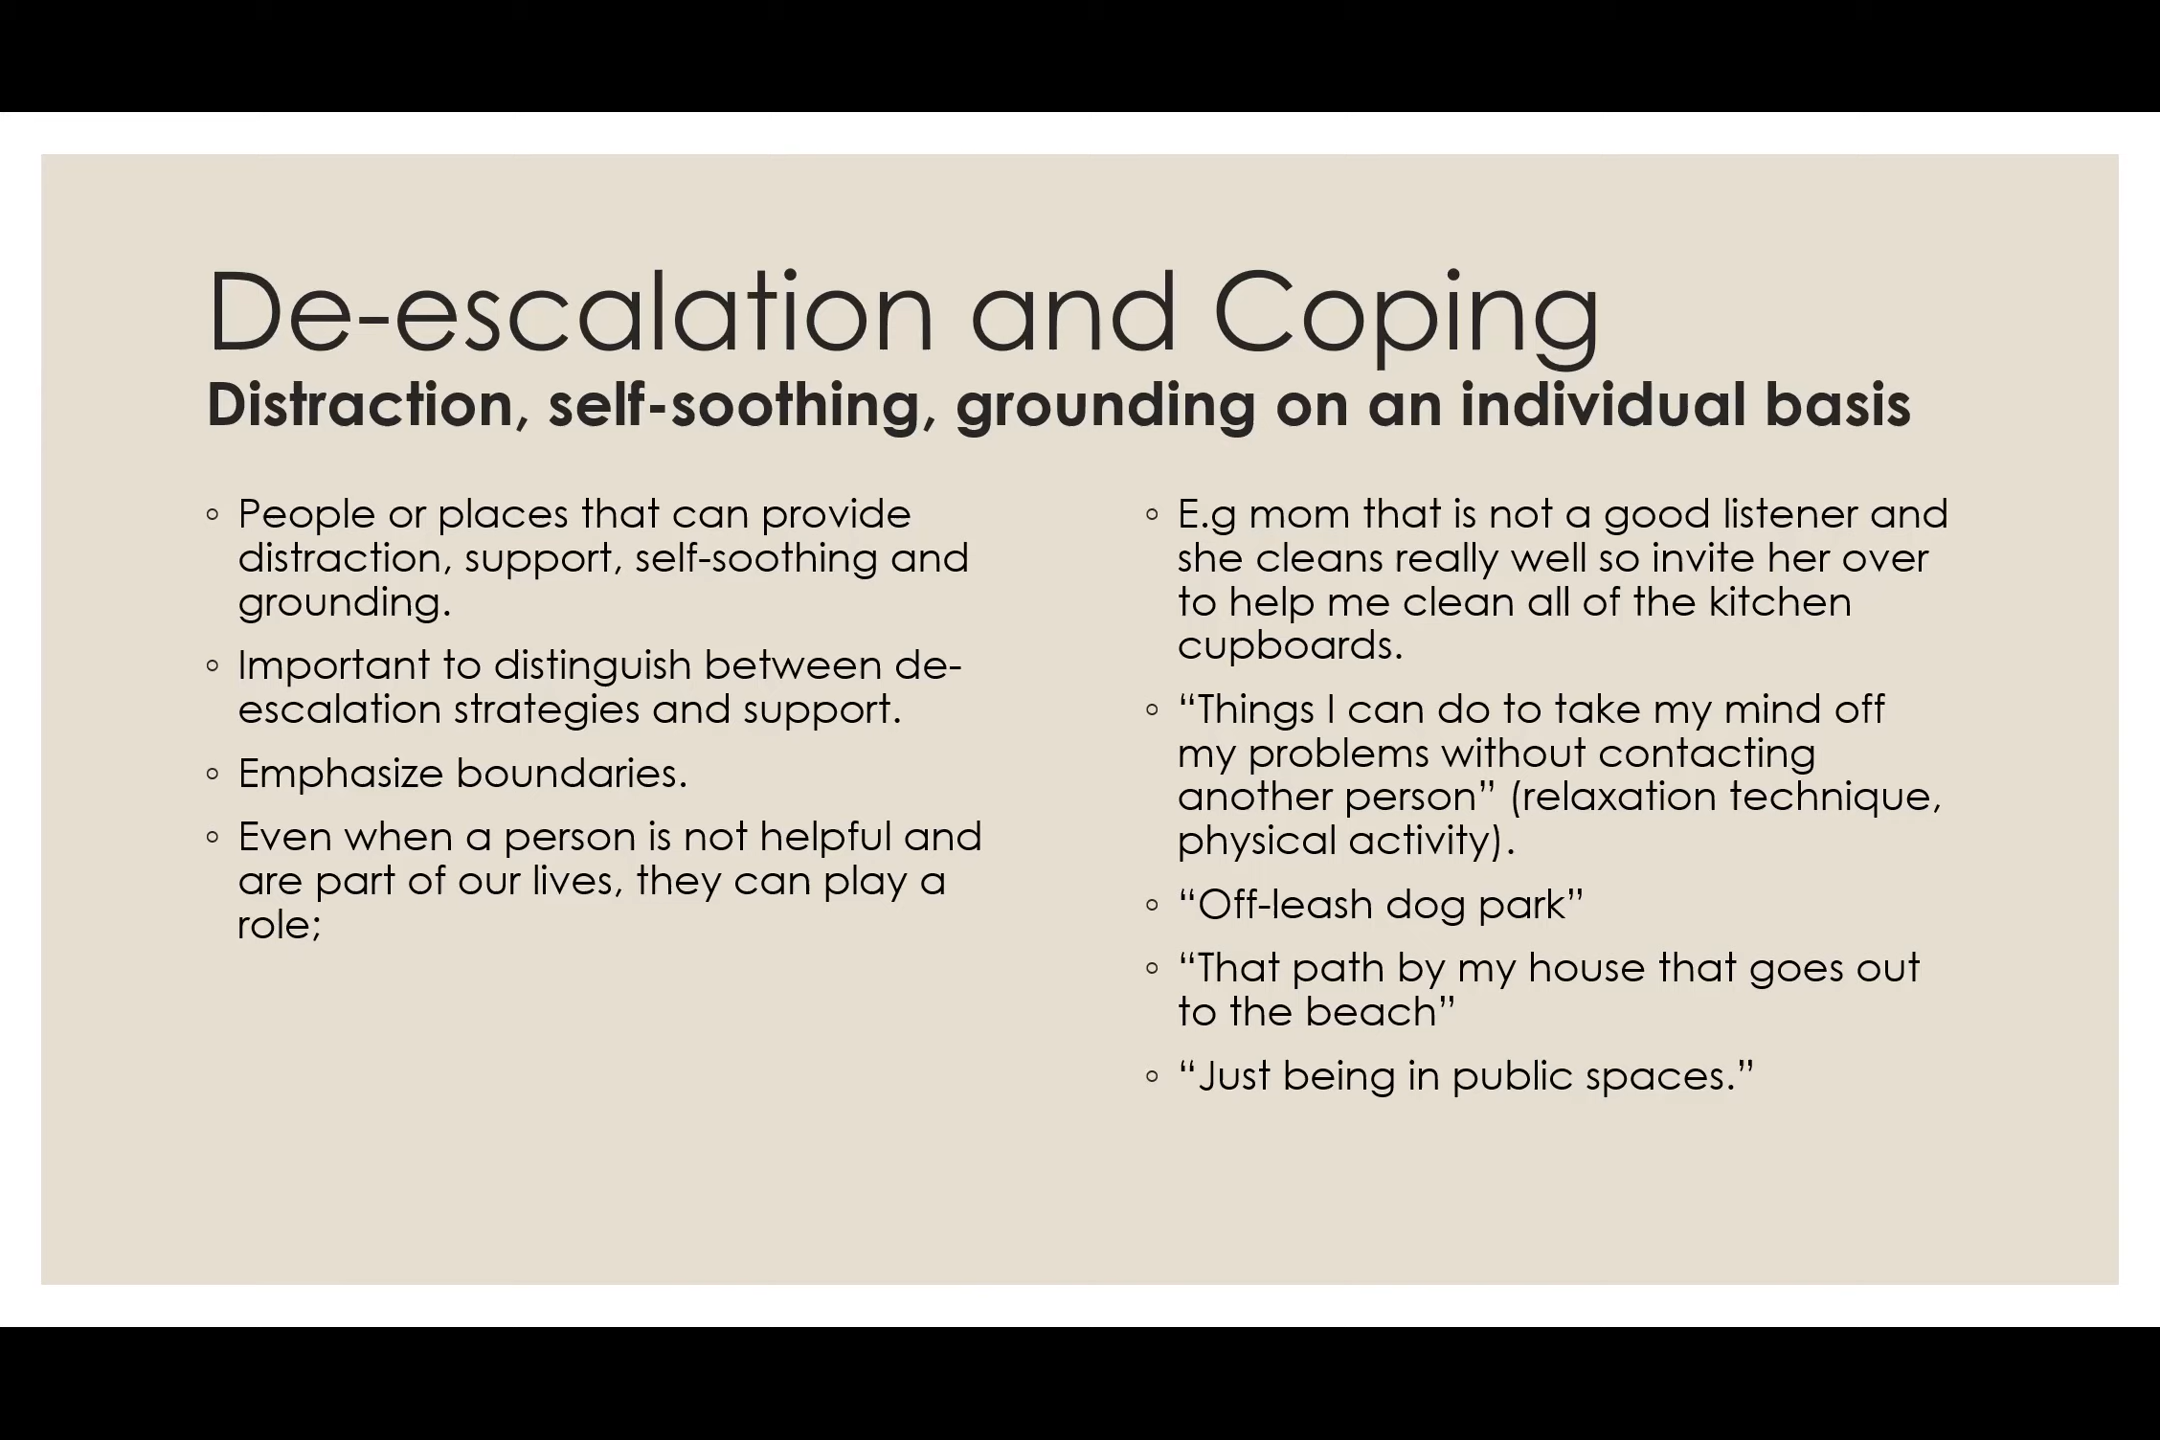 De-escalation and Coping
Distraction, self-soothing, grounding on an individual basis
◦ People or places that can provide
distraction, support, self-soothing and
grounding.
◦ Important to distinguish between de-
escalation strategies and support.
◦ Emphasize boundaries.
◦ Even when a person is not helpful and
are part of our lives, they can play a
role;
◦ E.g mom that is not a good listener and
she cleans really well so invite her over
to help me clean all of the kitchen
cupboards.
◦ “Things I can do to take my mind off
my problems without contacting
another person” (relaxation technique,
physical activity).
◦ “Off-leash dog park”
◦ “That path by my house that goes out
to the beach”
◦ “Just being in public spaces.”